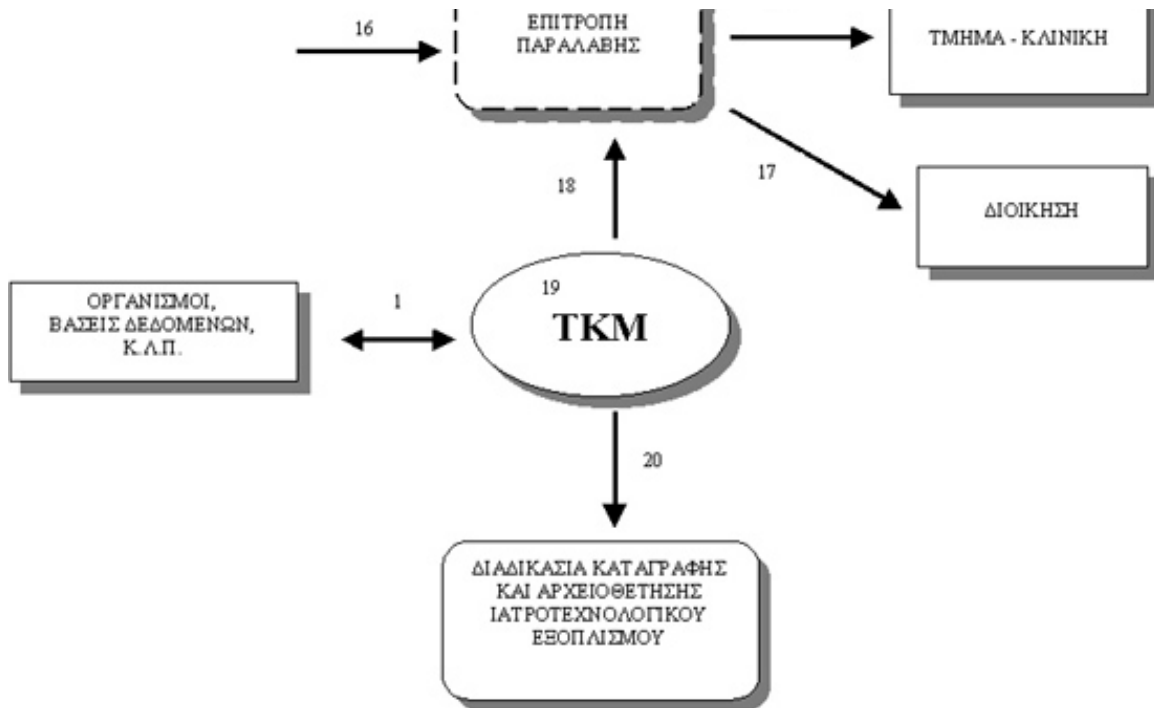 ΕΠΙΤΡΟΠΗ
ΠΑΡΑΛΑΒΗΣ
16
ΤΜΗΜΑ - ΚΛΙΝΙΚΗ
18
17
ΔΙΟΙΚΗΣΗ
ΟΡΓΑΝΙΣΜΟΙ,
ΒΑΣΕΙΣ ΔΕΔΟΜΕΝΩΝ,
Κ.Λ.Π.
1
19
ΤΚΜ
20
ΔΙΑΔΙΚΑΣΙΑ ΚΑΤΑΓΡΑΦΗΣ
ΚΑΙ ΑΡΧΕΙΟΘΕΤΗΣΗΣ
ΙΑΤΡΟΤΕΧΝΟΛΟΓΙΚΟΥ
ΕΞΟΠΛΙΣΜΟΥ